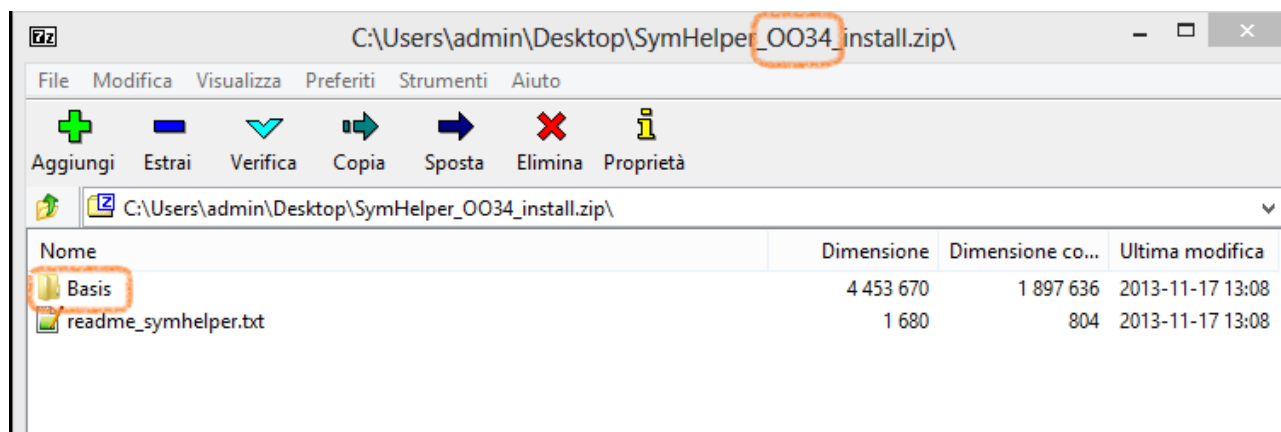 C:\Users\admin\Desktop\SymHelper_OO34_install.zip\
File Modifica Visualizza Preferiti Strumenti Aiuto
Aggiungi Estrai Verifica Copia Sposta Elimina Proprietà
C:\Users\admin\Desktop\SymHelper_OO34_install.zip\
Nome Dimensione Dimensione co... Ultima modifica
Basis 4 453 670 1 897 636 2013-11-17 13:08
readme_symhelper.txt 1 680 804 2013-11-17 13:08